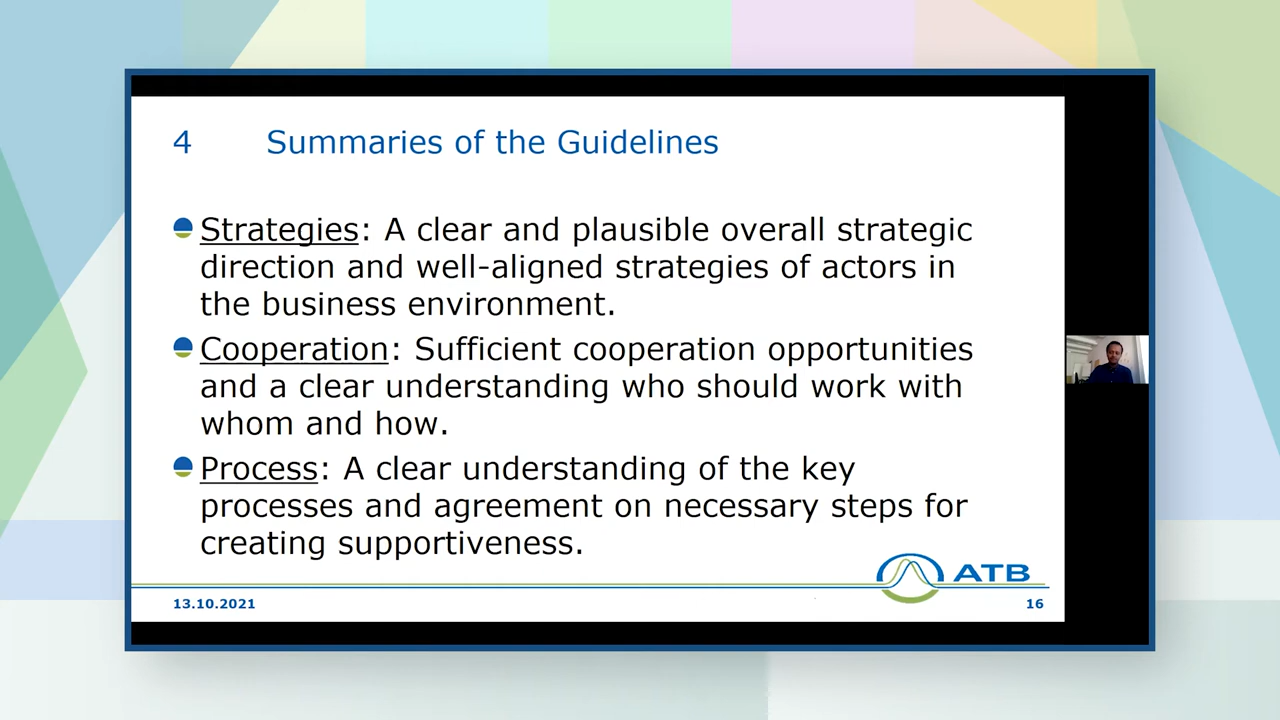 4 Summaries of the Guidelines
Strategies: A clear and plausible overall strategic
direction and well-aligned strategies of actors in
the business environment.
Cooperation: Sufficient cooperation opportunities
and a clear understanding who should work with
whom and how.
Process: A clear understanding of the key
processes and agreement on necessary steps for
creating supportiveness.
ATB
13.10.2021 16